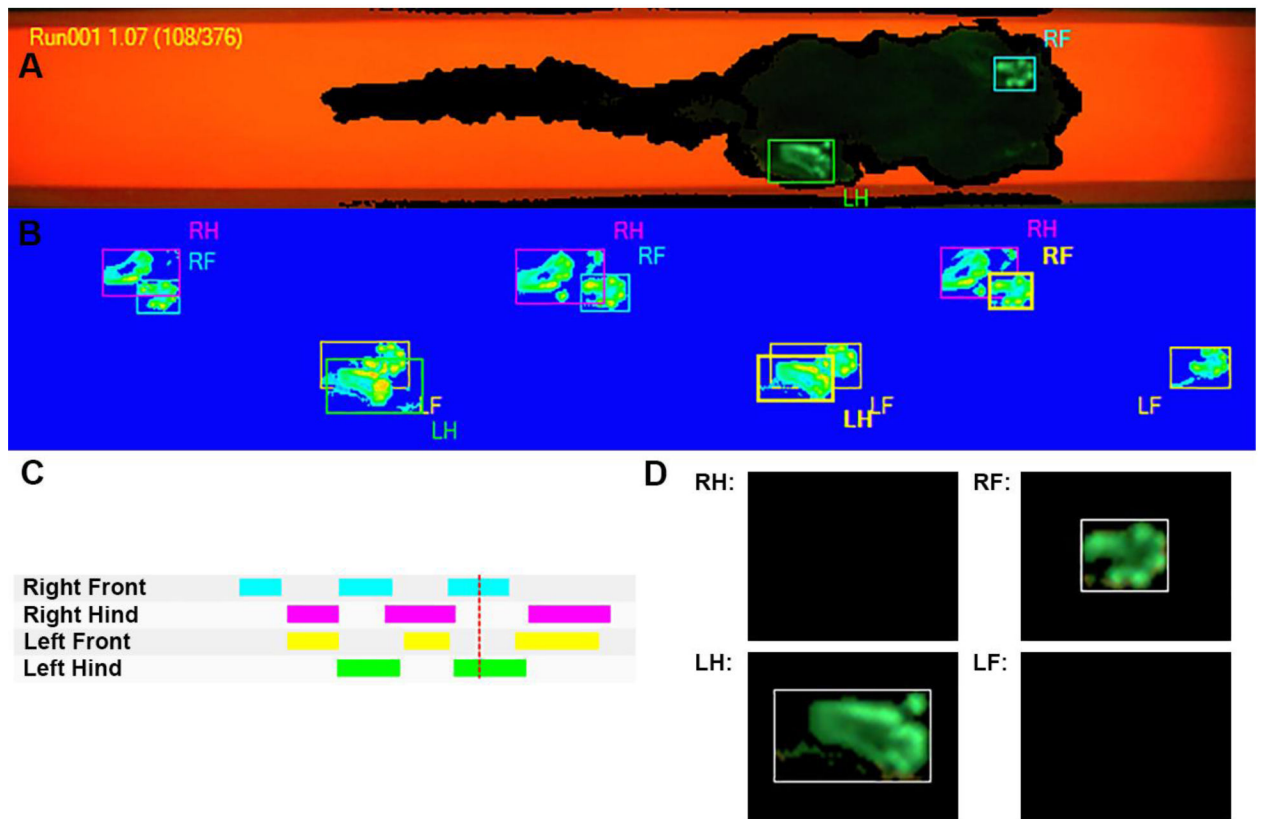 Run001 1.07 (108/376)
A
RF
LH
B
RH
RF
RH
RF
RH
RF
LF
LH
LH
LF
LF
C
Right Front
Right Hind
Left Front
Left Hind
D
RH:
RF:
LH:
LF: